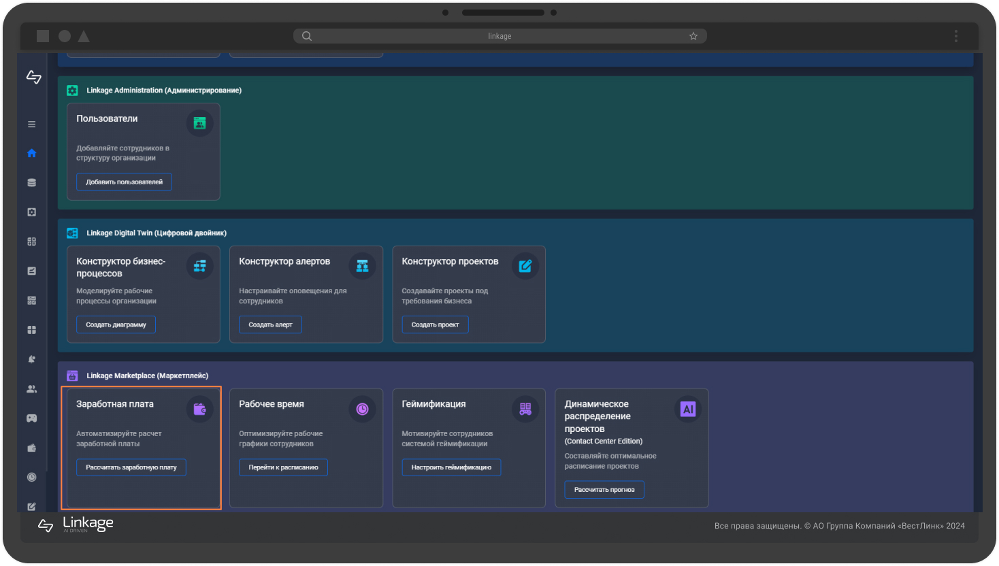 linkage
Linkage Administration (Администрирование)
Пользователи
Добавляйте сотрудников в
структуру организации
Добавить пользователей
Linkage Digital Twin (Цифровой двойник)
Конструктор бизнес-
процессов
Моделируйте рабочие
процессы организации
Создать диаграмму
Конструктор алертов
Настраивайте оповещения для
сотрудников
Создать алерт
Конструктор проектов
Создавайте проекты под
требования бизнеса
Создать проект
Linkage Marketplace (Маркетплейс)
Заработная плата
Автоматизируйте расчет
заработной платы
Рассчитать заработную плату
Рабочее время
Оптимизируйте рабочие
графики сотрудников
Перейти к расписанию
Геймификация
Мотивируйте сотрудников
системой геймификации
Настроить геймификацию
Динамическое
распределение
проектов
(Contact Center Edition)
AI
Составляйте оптимальное
расписание проектов
Рассчитать прогноз
Linkage
AI DRIVEN
Все права защищены. © АО Группа Компаний «ВестЛинк» 2024